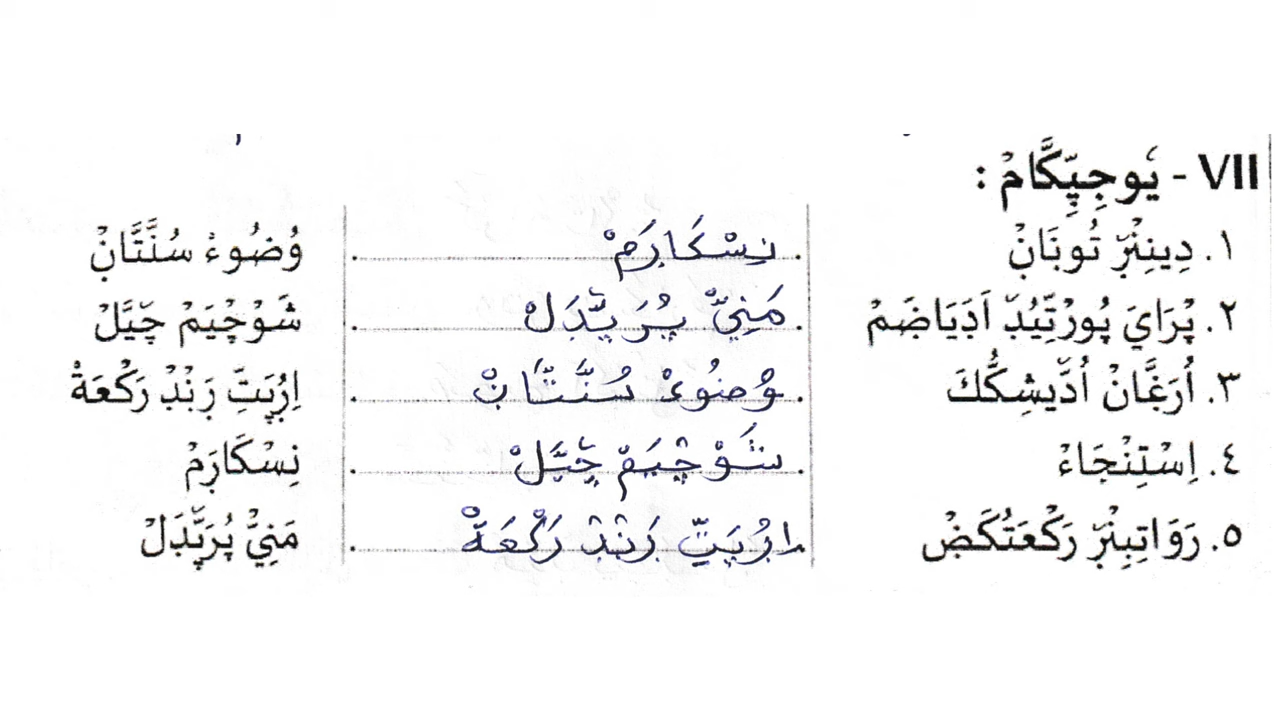 VII - يَوجِپِّكَّامْ :
١. دِينِنْرٜ تُوبَانْ . نِسْكَارَمْ . وُضُوءْ سُنَّتَّانْ
٢. پْرَايَ پُورْتِّيُدٜ اَدَيَاضَمْ . مَنِيّْ پُرَپَّدَلْ . شَوْچْيَمْ چَيَّلْ
٣. اُرَغَّانْ اُدّٜيشِكُّكَ . وُضُوءْ سُنَّتَّانْ . اِرُبَتِّ رَنْدْ رَكْعَةْ
٤. اِسْتِنْجَاءْ . شَوْچْيَمْ چَيَّلْ . نِسْكَارَمْ
٥. رَوَاتِبِنْرٜ رَكْعَتُكَضْ . اِرُبَتِّ رَنْدْ رَكْعَةْ . مَنِيّْ پُرَپَّدَلْ